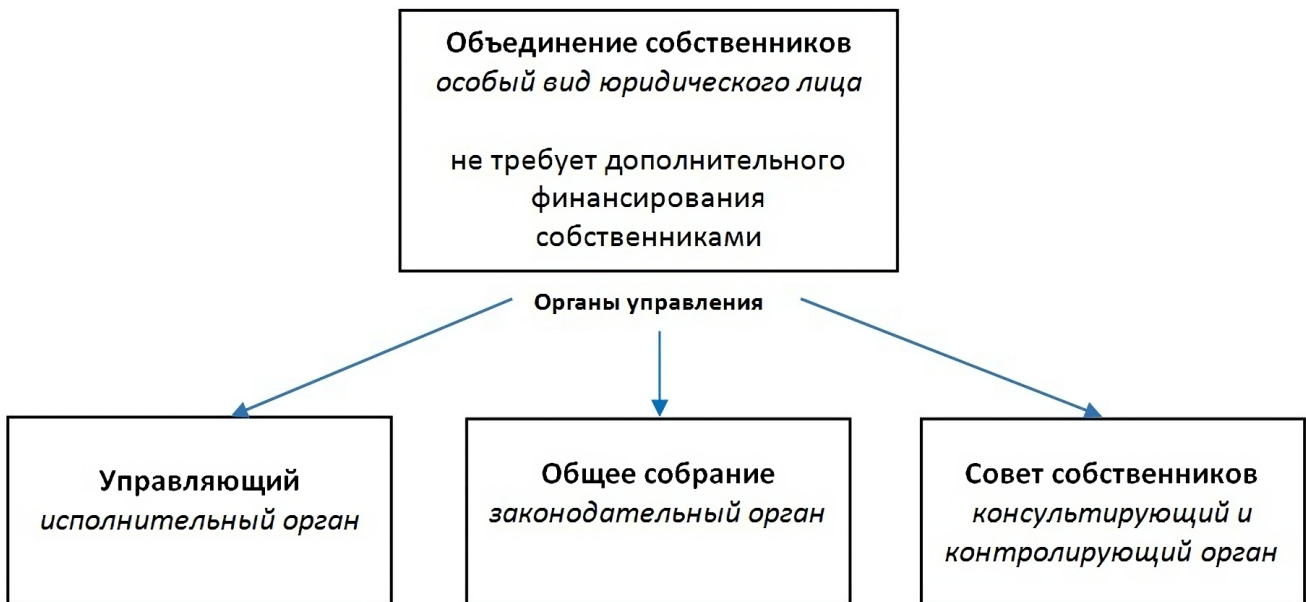 Объединение собственников
особый вид юридического лица
не требует дополнительного
финансирования
собственниками
Органы управления
Управляющий
исполнительный орган
Общее собрание
законодательный орган
Совет собственников
консультирующий и
контролирующий орган